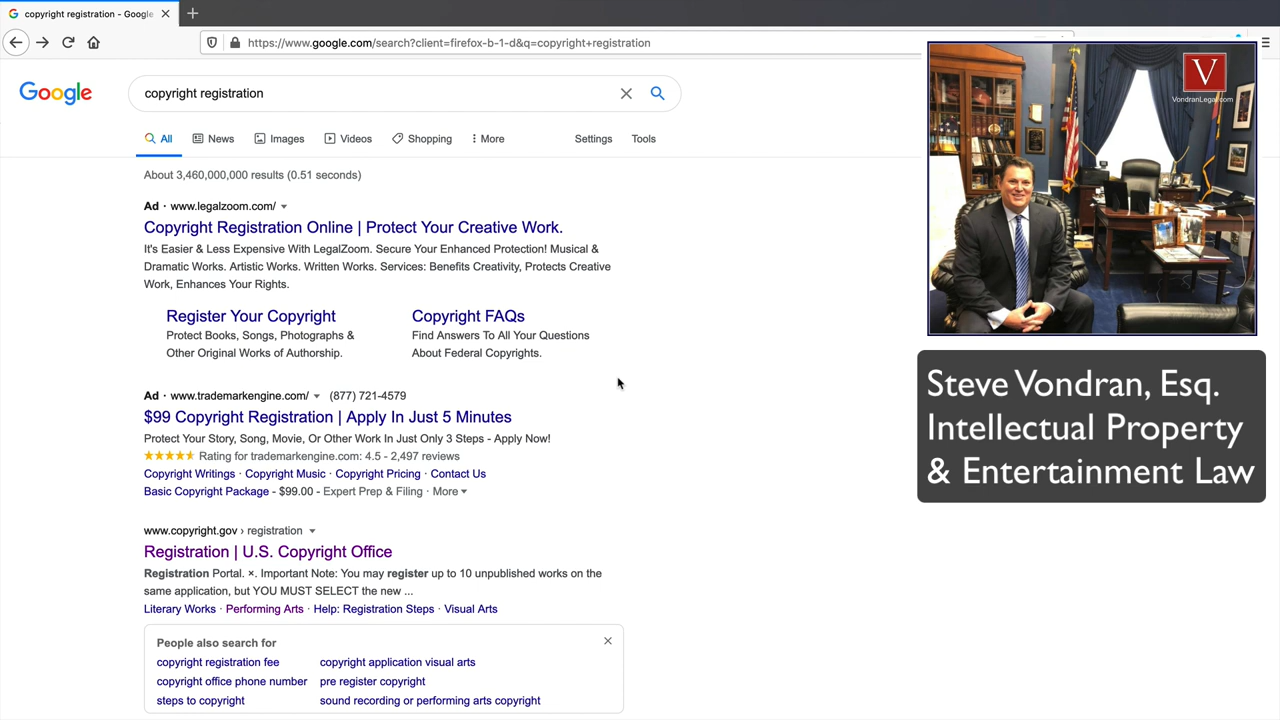 copyright registration - Google
https://www.google.com/search?client=firefox-b-1-d&q=copyright+registration
Google
copyright registration
All News Images Videos Shopping More Settings Tools
About 3,460,000,000 results (0.51 seconds)
Ad · www.legalzoom.com/
Copyright Registration Online | Protect Your Creative Work.
It's Easier & Less Expensive With LegalZoom. Secure Your Enhanced Protection! Musical &
Dramatic Works. Artistic Works. Written Works. Services: Benefits Creativity, Protects Creative
Work, Enhances Your Rights.
Register Your Copyright
Protect Books, Songs, Photographs &
Other Original Works of Authorship.
Copyright FAQs
Find Answers To All Your Questions
About Federal Copyrights.
Ad · www.trademarkengine.com/ (877) 721-4579
$99 Copyright Registration | Apply In Just 5 Minutes
Protect Your Story, Song, Movie, Or Other Work In Just Only 3 Steps - Apply Now!
Rating for trademarkengine.com: 4.5 - 2,497 reviews
Copyright Writings · Copyright Music · Copyright Pricing · Contact Us
Basic Copyright Package - $99.00 - Expert Prep & Filing · More
www.copyright.gov › registration
Registration | U.S. Copyright Office
Registration Portal. ×. Important Note: You may register up to 10 unpublished works on the
same application, but YOU MUST SELECT the new ...
Literary Works · Performing Arts · Help: Registration Steps · Visual Arts
People also search for
copyright registration fee
copyright office phone number
steps to copyright
copyright application visual arts
pre register copyright
sound recording or performing arts copyright
V
VondranLegal.com
Steve Vondran, Esq.
Intellectual Property
& Entertainment Law